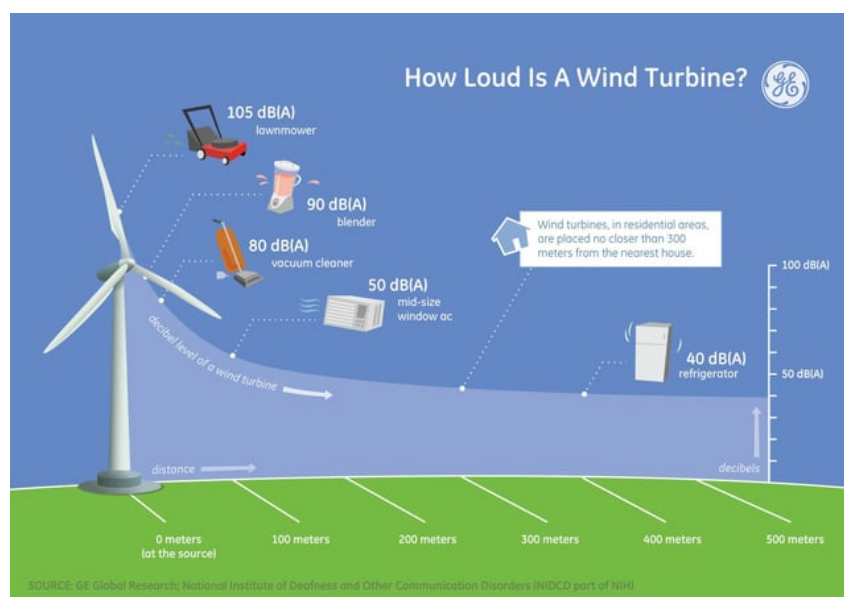 How Loud Is A Wind Turbine?
GE
105 dB(A)
lawnmower
90 dB(A)
blender
80 dB(A)
vacuum cleaner
50 dB(A)
mid-size
window ac
Wind turbines, in residential areas,
are placed no closer than 300
meters from the nearest house.
100 dB(A)
40 dB(A)
refrigerator
50 dB(A)
decibel level of a wind turbine
distance
decibels
0 meters
(at the source)
100 meters
200 meters
300 meters
400 meters
500 meters
SOURCE: GE Global Research; National Institute of Deafness and Other Communication Disorders (NIDCD part of NIH)